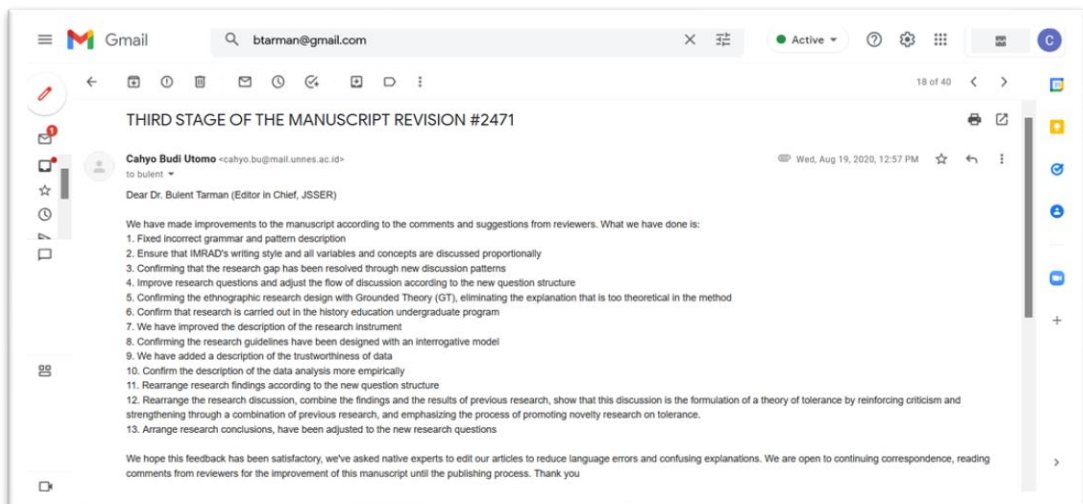 Gmail
btarman@gmail.com
Active
C
18 of 40
1
THIRD STAGE OF THE MANUSCRIPT REVISION #2471
Cahyo Budi Utomo <cahyo.bu@mail.unnes.ac.id>
Wed, Aug 19, 2020, 12:57 PM
to bulent
Dear Dr. Bulent Tarman (Editor in Chief, JSSER)
We have made improvements to the manuscript according to the comments and suggestions from reviewers. What we have done is:
1. Fixed incorrect grammar and pattern description
2. Ensure that IMRAD's writing style and all variables and concepts are discussed proportionally
3. Confirming that the research gap has been resolved through new discussion patterns
4. Improve research questions and adjust the flow of discussion according to the new question structure
5. Confirming the ethnographic research design with Grounded Theory (GT), eliminating the explanation that is too theoretical in the method
6. Confirm that research is carried out in the history education undergraduate program
7. We have improved the description of the research instrument
8. Confirming the research guidelines have been designed with an interrogative model
9. We have added a description of the trustworthiness of data
10. Confirm the description of the data analysis more empirically
11. Rearrange research findings according to the new question structure
12. Rearrange the research discussion, combine the findings and the results of previous research, show that this discussion is the formulation of a theory of tolerance by reinforcing criticism and
strengthening through a combination of previous research, and emphasizing the process of promoting novelty research on tolerance.
13. Arrange research conclusions, have been adjusted to the new research questions
We hope this feedback has been satisfactory, we've asked native experts to edit our articles to reduce language errors and confusing explanations. We are open to continuing correspondence, reading
comments from reviewers for the improvement of this manuscript until the publishing process. Thank you